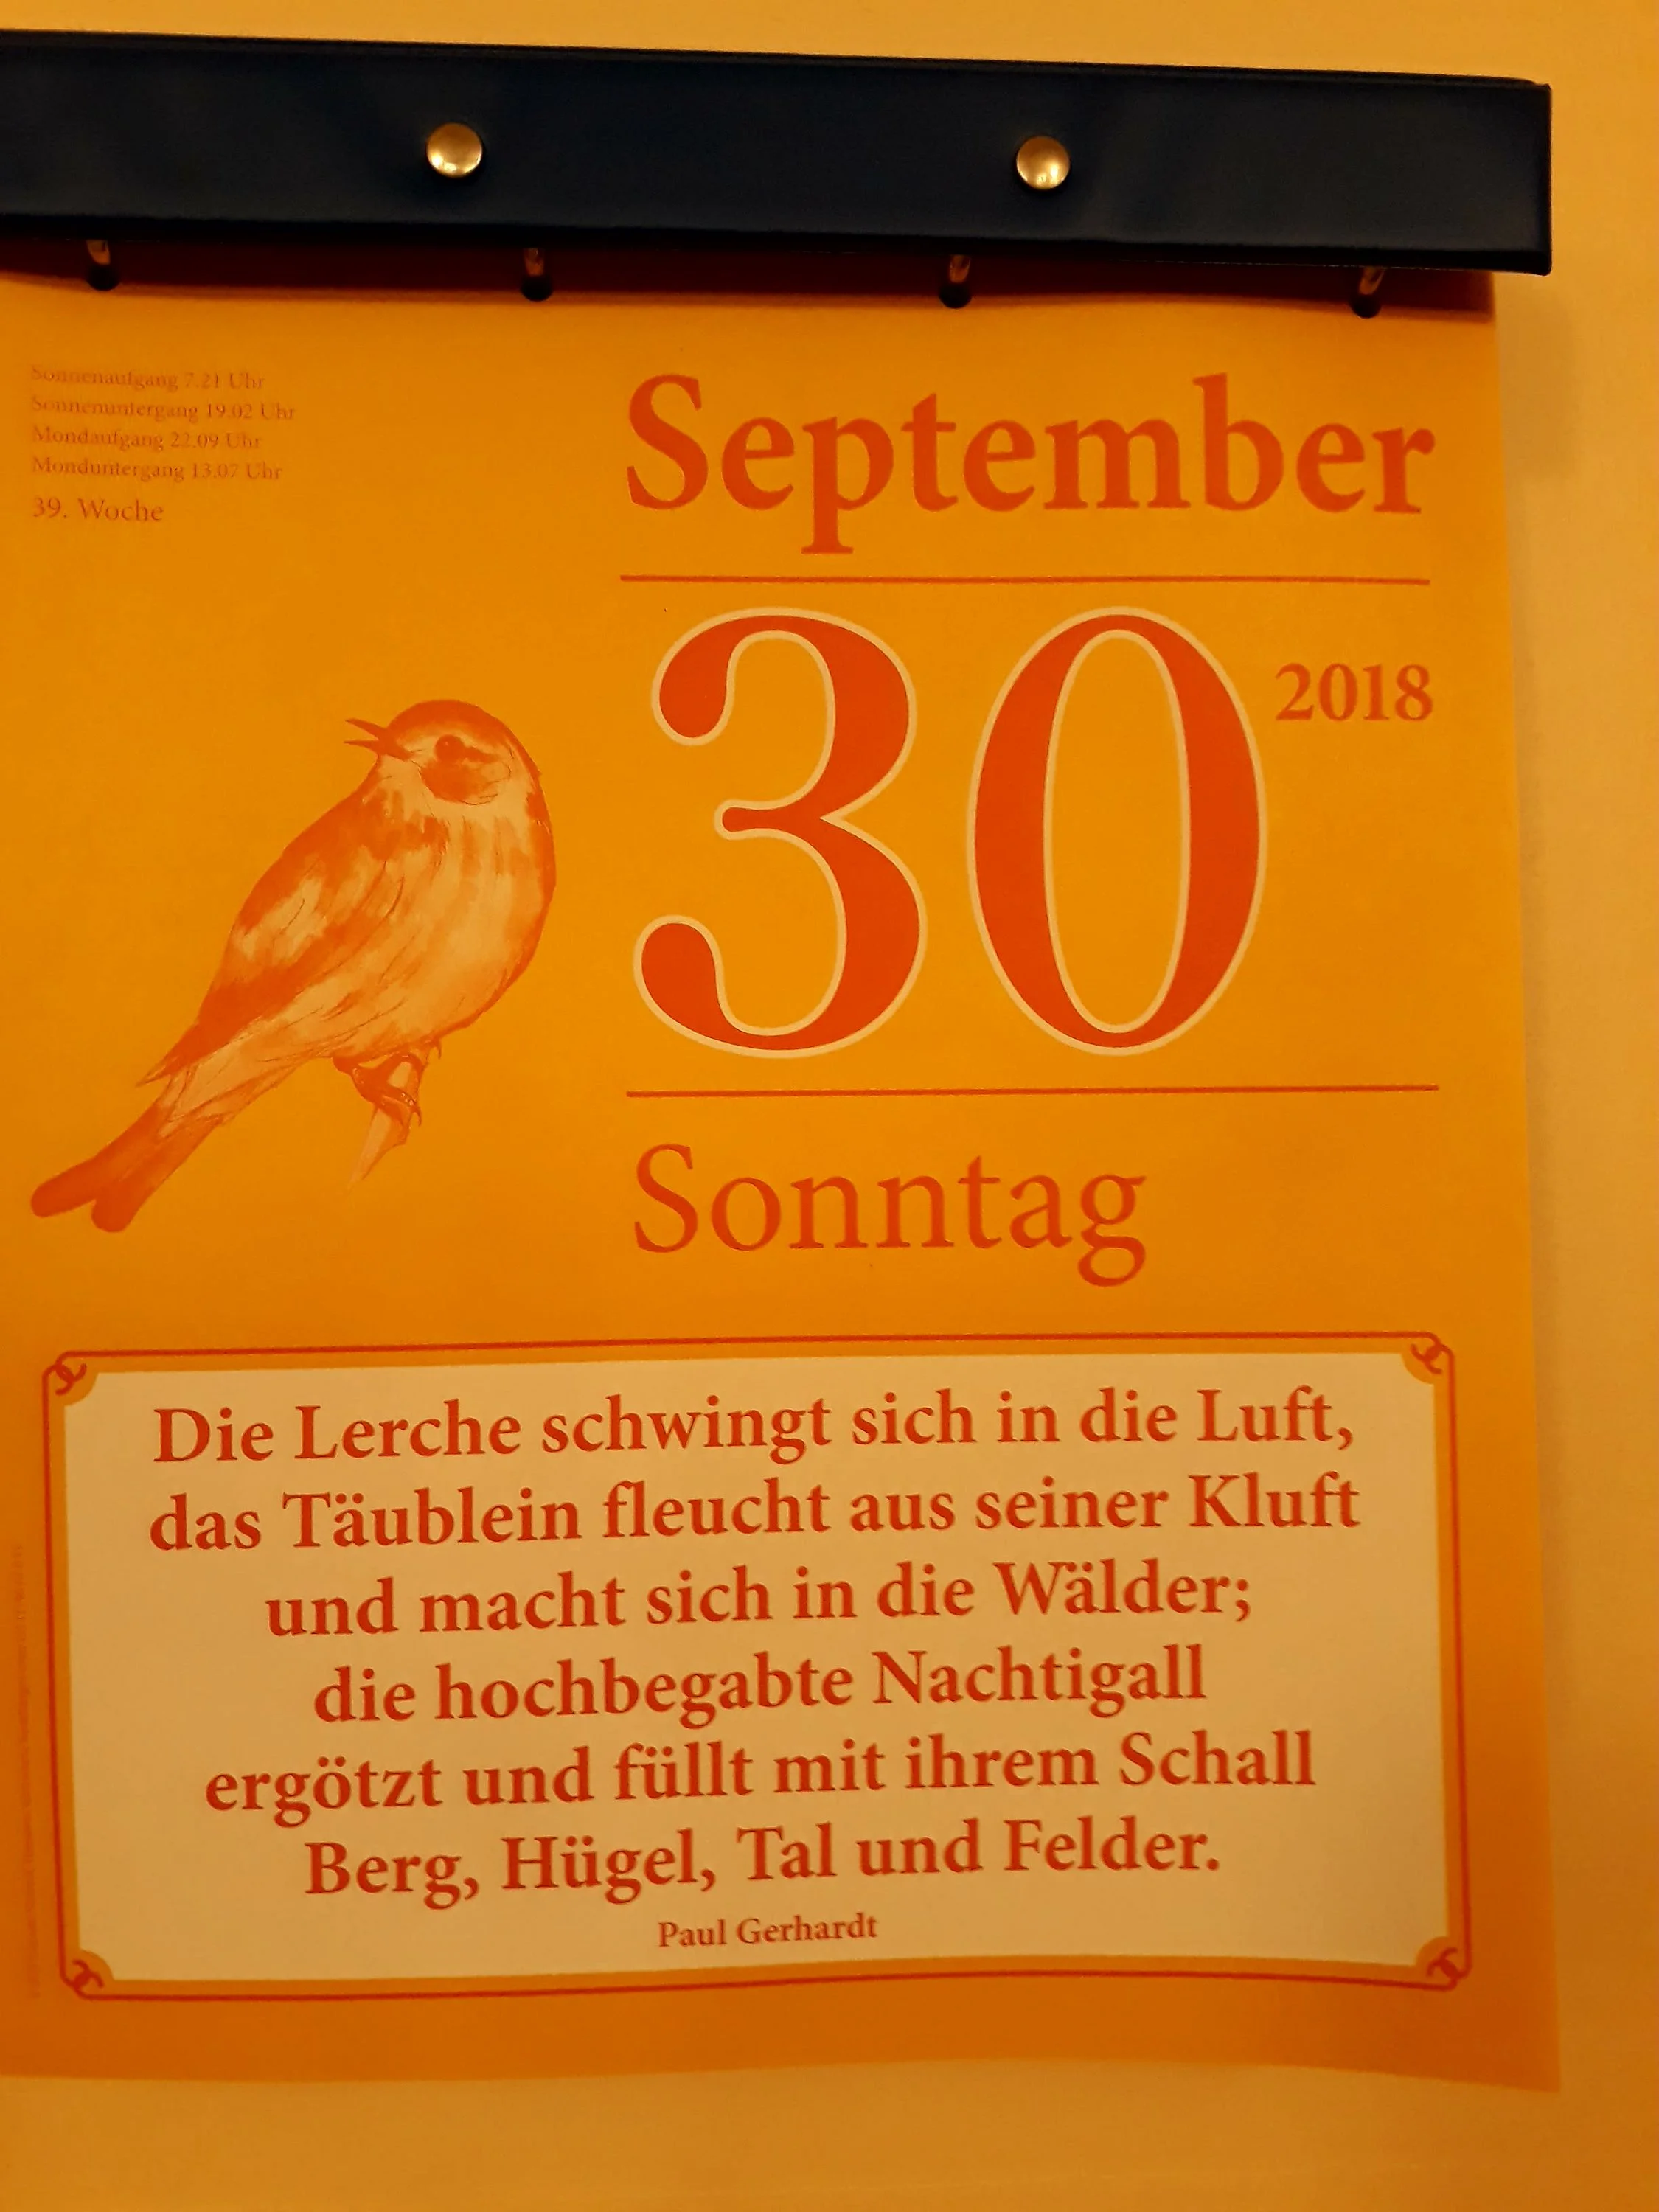 Sonnenaufgang 7.21 Uhr
Sonnenuntergang 19.02 Uhr
Mondaufgang 22.09 Uhr
Monduntergang 13.07 Uhr
39. Woche
September
30
2018
Sonntag
Die Lerche schwingt sich in die Luft,
das Täublein fleucht aus seiner Kluft
und macht sich in die Wälder;
die hochbegabte Nachtigall
ergötzt und füllt mit ihrem Schall
Berg, Hügel, Tal und Felder.
Paul Gerhardt